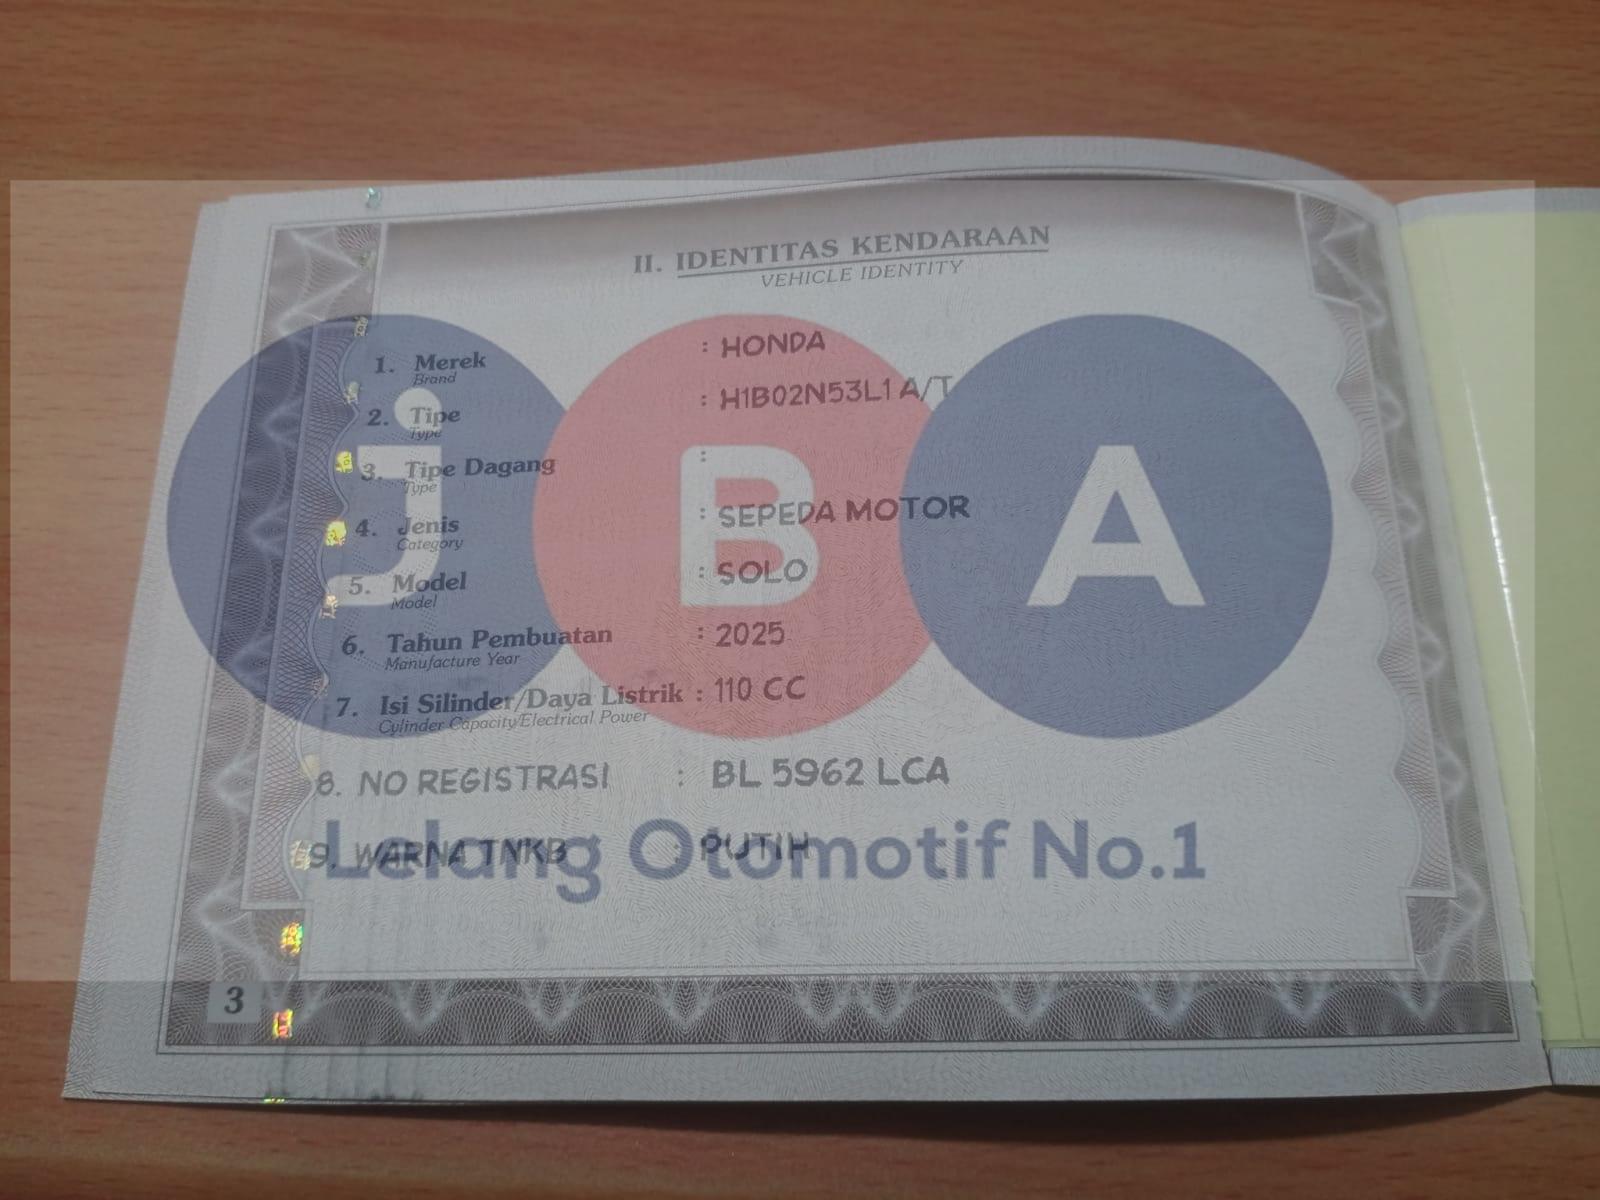 II. IDENTITAS KENDARAAN
VEHICLE IDENTITY
1. Merek : HONDA
Brand
2. Tipe : H1B02N53L1 A/T
Type
3. Tipe Dagang :
Type
4. Jenis : SEPEDA MOTOR
Category
5. Model : SOLO
Model
6. Tahun Pembuatan : 2025
Manufacture Year
7. Isi Silinder/Daya Listrik : 110 CC
Cylinder Capacity/Electrical Power
8. NO REGISTRASI : BL 5962 LCA
9. WARNA TNKB : PUTIH
jBA
Lelang Otomotif No.1
3